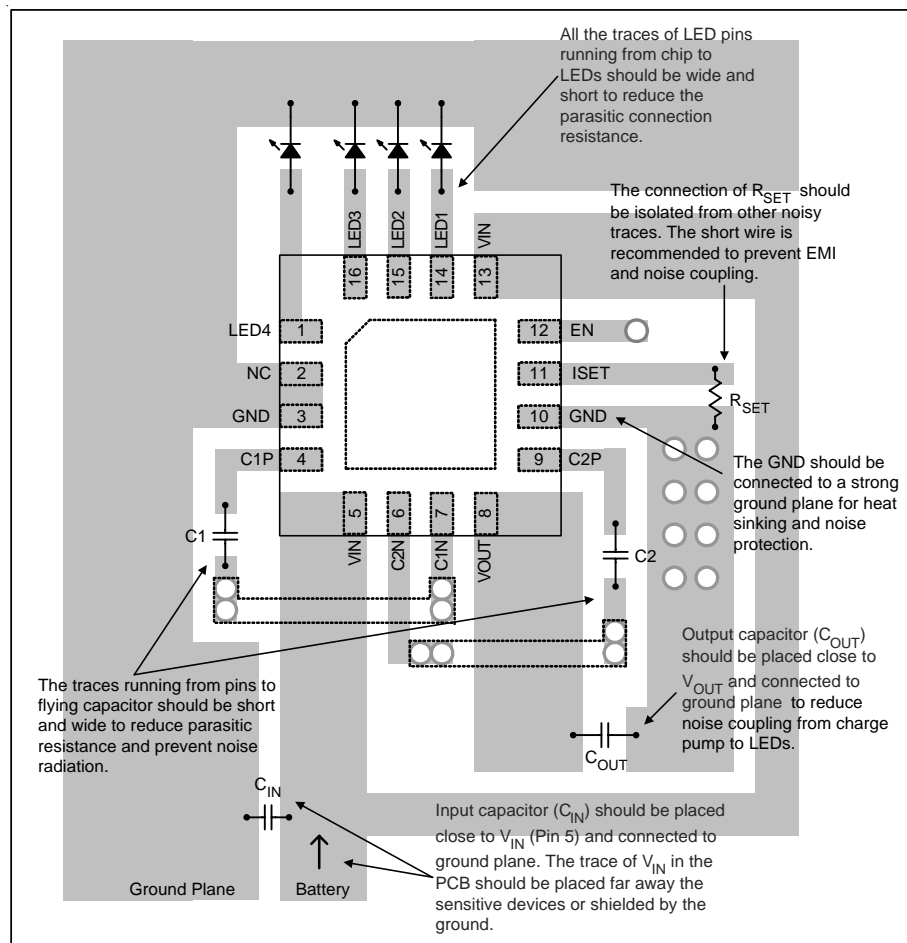 All the traces of LED pins
running from chip to
LEDs should be wide and
short to reduce the
parasitic connection
resistance.
The connection of RSET should
be isolated from other noisy
traces. The short wire is
recommended to prevent EMI
and noise coupling.
LED3
LED2
LED1
VIN
16
15
14
13
LED4
1
12
EN
NC
2
11
ISET
GND
3
10
GND
RSET
C1P
4
9
C2P
The GND should be
connected to a strong
ground plane for heat
sinking and noise
protection.
5
6
7
8
VIN
C2N
C1N
VOUT
C1
C2
The traces running from pins to
flying capacitor should be short
and wide to reduce parasitic
resistance and prevent noise
radiation.
Output capacitor (COUT)
should be placed close to
VOUT and connected to
ground plane to reduce
noise coupling from charge
pump to LEDs.
COUT
CIN
Input capacitor (CIN) should be placed
close to VIN (Pin 5) and connected to
ground plane. The trace of VIN in the
PCB should be placed far away the
sensitive devices or shielded by the
ground.
Ground Plane
Battery